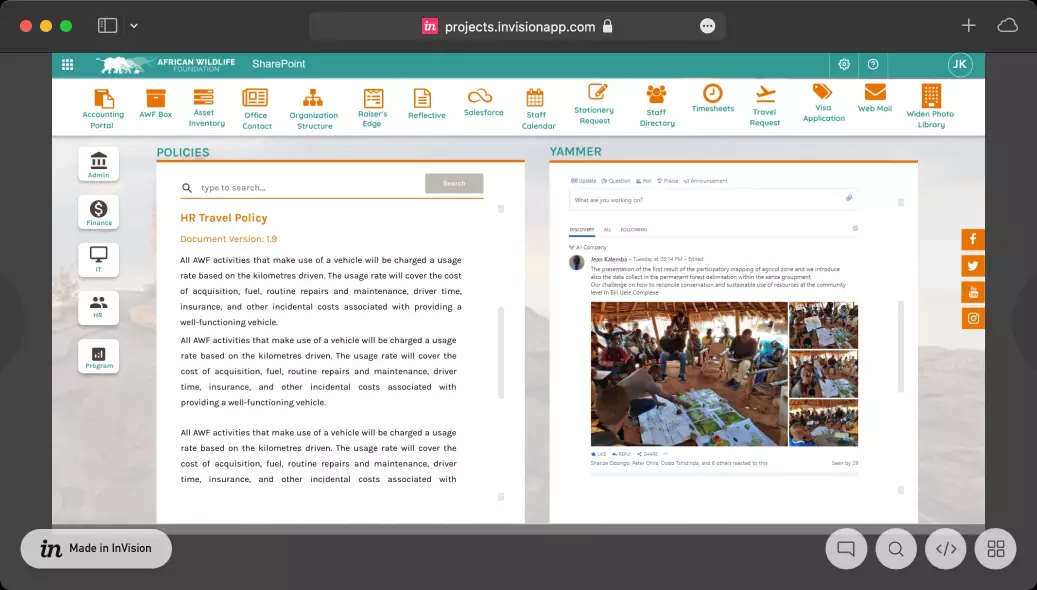 in projects.invisionapp.com
AFRICAN WILDLIFE
FOUNDATION
SharePoint
JK
Accounting
Portal
AWF Box
Asset
Inventory
Office
Contact
Organization
Structure
Raiser's
Edge
Reflective
Salesforce
Staff
Calendar
Stationery
Request
Staff
Directory
Timesheets
Travel
Request
Visa
Application
Web Mail
Widen Photo
Library
Admin
Finance
IT
HR
Program
POLICIES
type to search...
Search
HR Travel Policy
Document Version: 1.9
All AWF activities that make use of a vehicle will be charged a usage
rate based on the kilometres driven. The usage rate will cover the cost
of acquisition, fuel, routine repairs and maintenance, driver time,
insurance, and other incidental costs associated with providing a
well-functioning vehicle.
All AWF activities that make use of a vehicle will be charged a usage
rate based on the kilometres driven. The usage rate will cover the
cost of acquisition, fuel, routine repairs and maintenance, driver
time, insurance, and other incidental costs associated with
providing a well-functioning vehicle.
All AWF activities that make use of a vehicle will be charged a usage
rate based on the kilometres driven. The usage rate will cover the
cost of acquisition, fuel, routine repairs and maintenance, driver
time, insurance, and other incidental costs associated with
YAMMER
Update Question Poll Praise Announcement
What are you working on?
DISCOVERY ALL FOLLOWING
All Company
Jean Kalemba – Tuesday at 03:14 PM – Edited
The presentation of the first result of the participatory mapping of agricol zone and we introduce
also the data collect in the permanent forest delimitation within the senza groupment
Our challenge on how to reconcile conservation and sustainable use of resources at the community
level in Bili Uele Complexe
LIKE REPLY SHARE ...
Sharize Odongo, Peter Chira, Dodo Tshidinda, and 6 others reacted to this
Seen by 29
f
You
Tube
in Made in InVision
</>